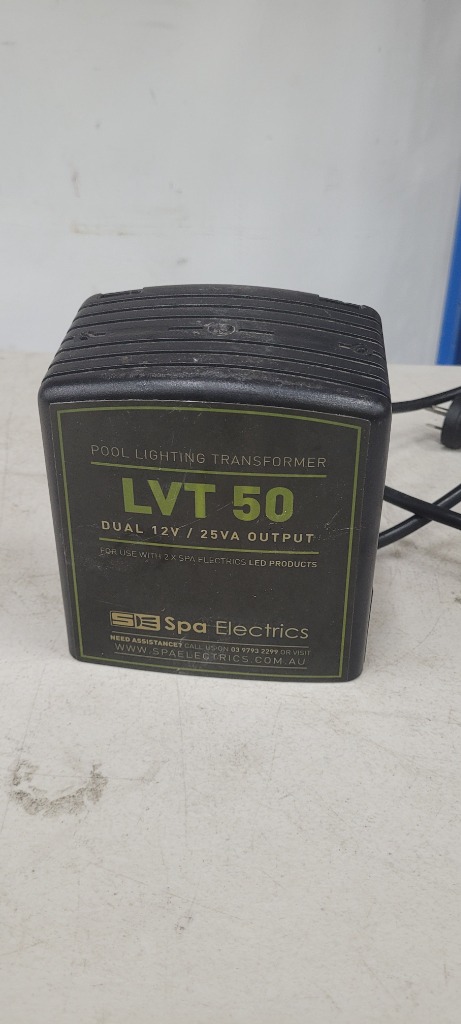 POOL LIGHTING TRANSFORMER
LVT 50
DUAL 12V / 25VA OUTPUT
FOR USE WITH 2 X SPA ELECTRICS LED PRODUCTS
SE Spa Electrics
NEED ASSISTANCE? CALL US ON 03 9793 2299 OR VISIT
WWW.SPAELECTRICS.COM.AU